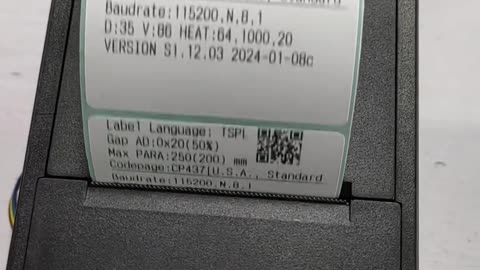 Baudrate:115200,N,8,1
D:35 V:86 HEAT:64,1000,20
VERSION S1.12.03 2024-01-08c
Label Language: TSPL
Gap AD:0x20(50%)
Max PARA:250(200) mm
Codepage:CP437[U.S.A., Standard
Baudrate:115200,N,8,1